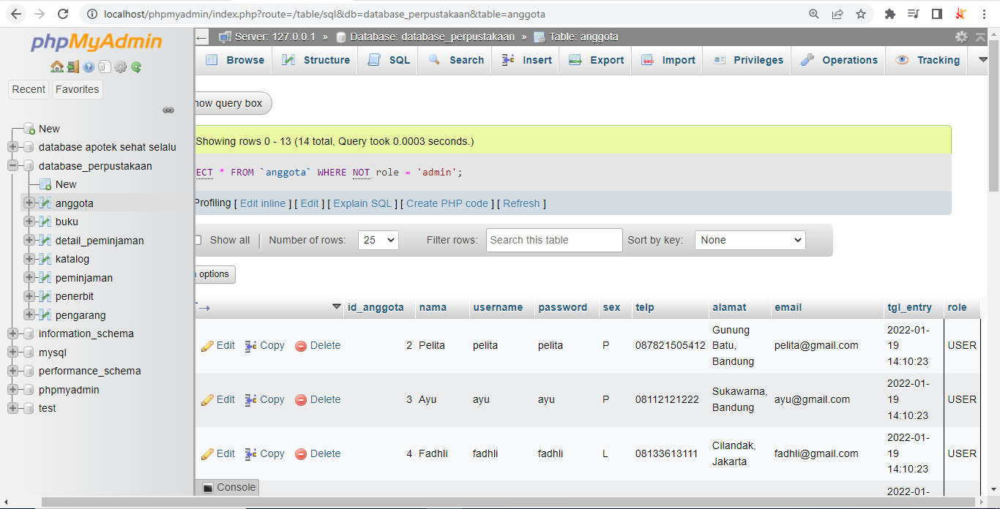 localhost/phpmyadmin/index.php?route=/table/sql&db=database_perpustakaan&table=anggota
phpMyAdmin
Recent Favorites
New
database apotek sehat selalu
database_perpustakaan
New
anggota
buku
detail_peminjaman
katalog
peminjaman
penerbit
pengarang
information_schema
mysql
performance_schema
phpmyadmin
test
Server: 127.0.0.1 » Database: database_perpustakaan » Table: anggota
Browse Structure SQL Search Insert Export Import Privileges Operations Tracking
how query box
Showing rows 0 - 13 (14 total, Query took 0.0003 seconds.)
ECT * FROM `anggota` WHERE NOT role = 'admin';
Profiling [ Edit inline ] [ Edit ] [ Explain SQL ] [ Create PHP code ] [ Refresh ]
Show all | Number of rows: 25 Filter rows: Search this table Sort by key: None
options
id_anggota nama username password sex telp alamat email tgl_entry role
Edit Copy Delete 2 Pelita pelita pelita P 087821505412 Gunung Batu, Bandung pelita@gmail.com 2022-01-19 14:10:23 USER
Edit Copy Delete 3 Ayu ayu ayu P 08112121222 Sukawarna, Bandung ayu@gmail.com 2022-01-19 14:10:23 USER
Edit Copy Delete 4 Fadhli fadhli fadhli L 08133613111 Cilandak, Jakarta fadhli@gmail.com 2022-01-19 14:10:23 USER
2022-01-
Console